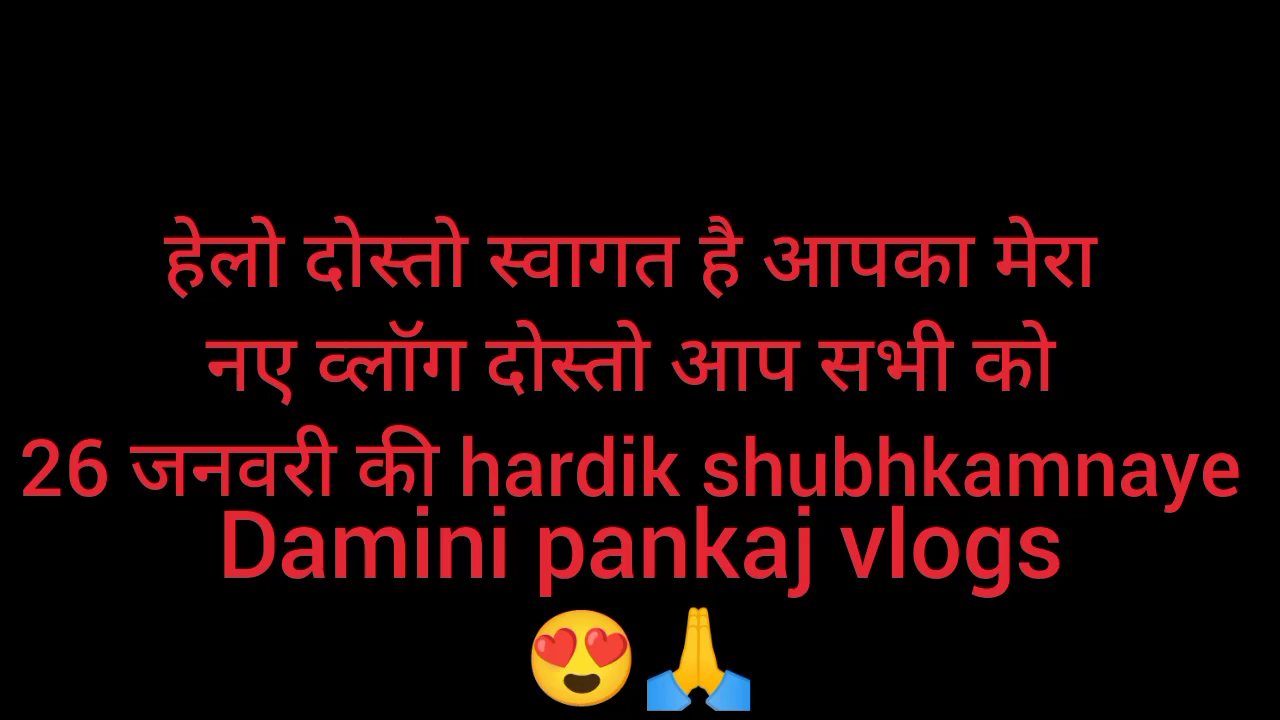 हेलो दोस्तो स्वागत है आपका मेरा
नए व्लॉग दोस्तो आप सभी को
26 जनवरी की hardik shubhkamnaye
Damini pankaj vlogs
😍🙏